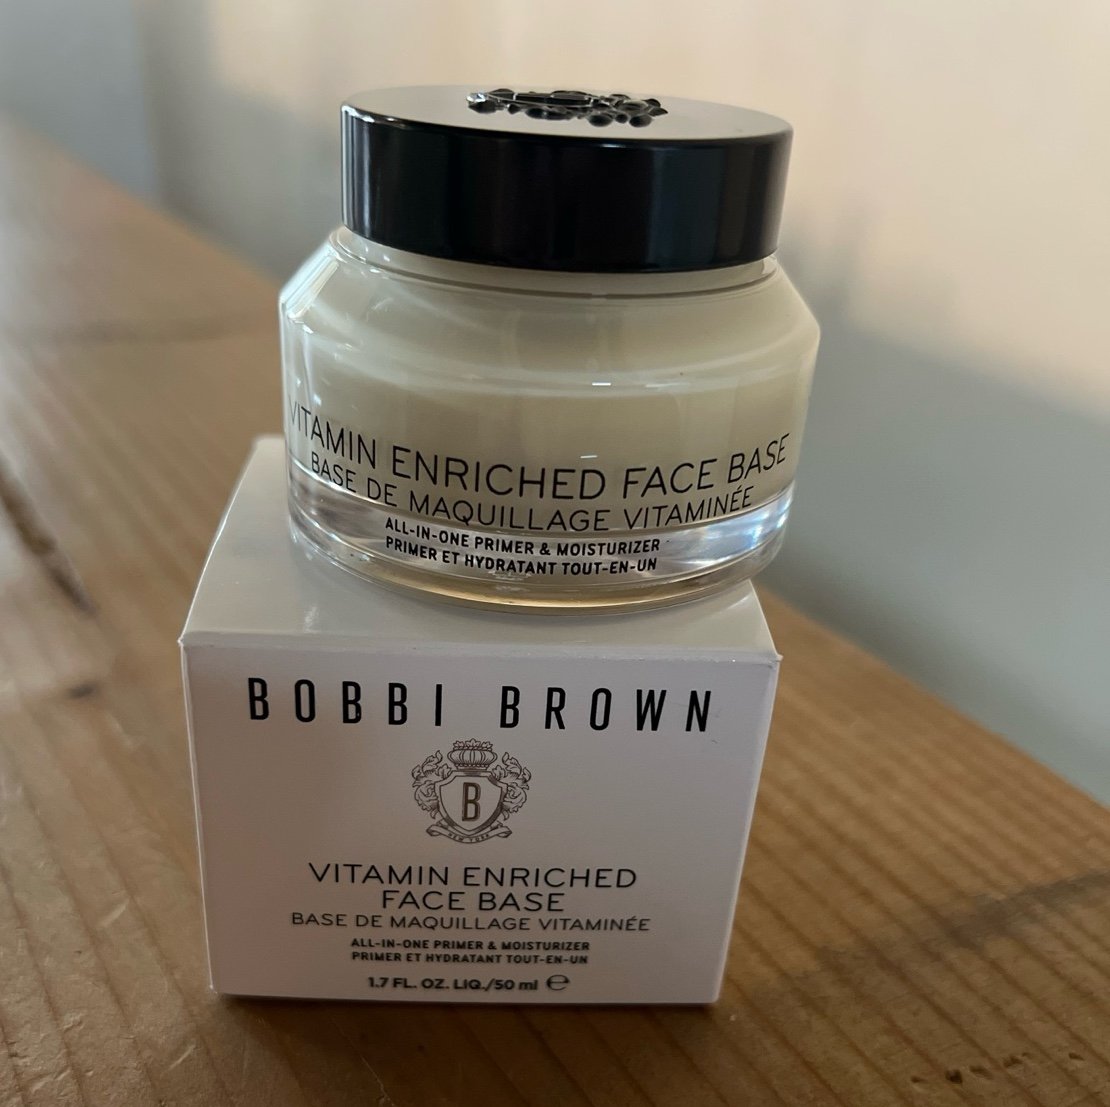 VITAMIN ENRICHED FACE BASE
BASE DE MAQUILLAGE VITAMINÉE
ALL-IN-ONE PRIMER & MOISTURIZER
PRIMER ET HYDRATANT TOUT-EN-UN
BOBBI BROWN
B
NEW YORK
VITAMIN ENRICHED
FACE BASE
BASE DE MAQUILLAGE VITAMINÉE
ALL-IN-ONE PRIMER & MOISTURIZER
PRIMER ET HYDRATANT TOUT-EN-UN
1.7 FL. OZ. LIQ./50 ml ℮